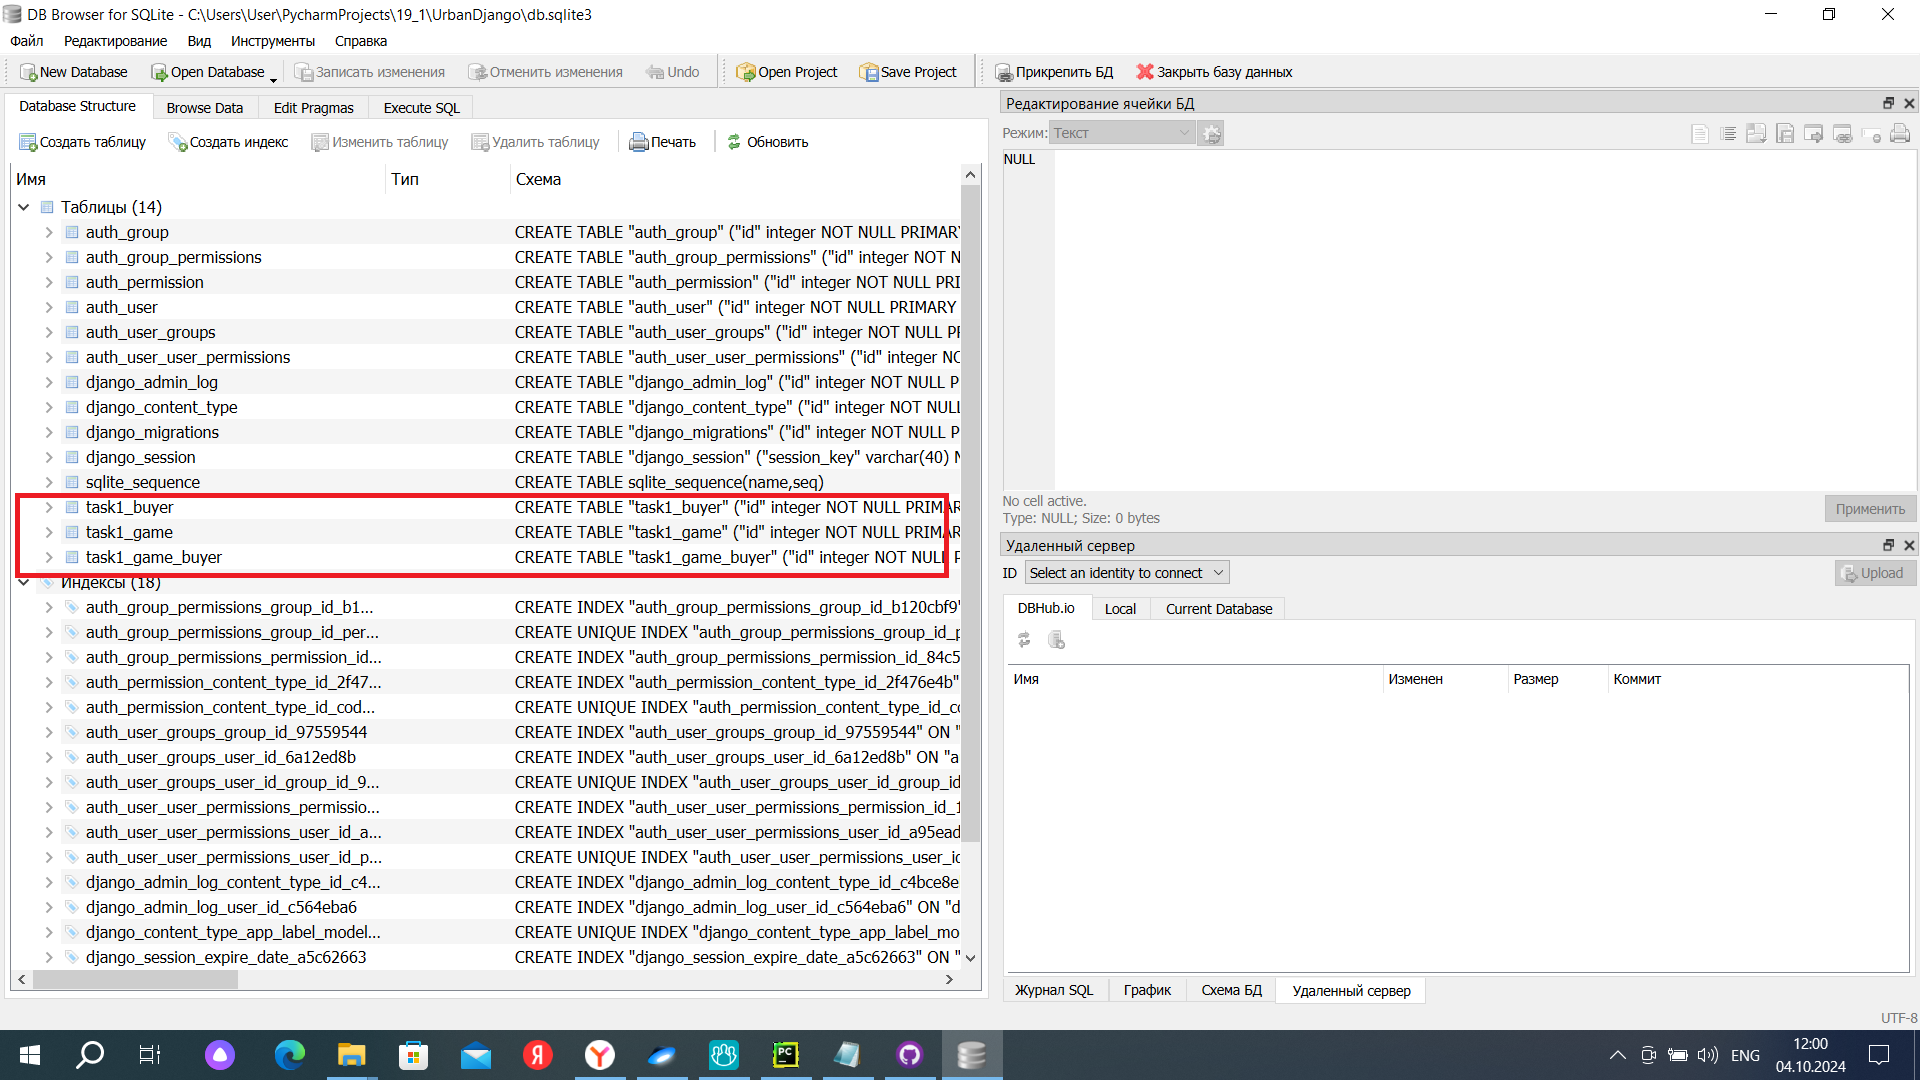 DB Browser for SQLite - C:\Users\User\PycharmProjects\19_1\UrbanDjango\db.sqlite3
Файл Редактирование Вид Инструменты Справка
New Database Open Database Записать изменения Отменить изменения Undo Open Project Save Project Прикрепить БД Закрыть базу данных
Database Structure Browse Data Edit Pragmas Execute SQL
Создать таблицу Создать индекс Изменить таблицу Удалить таблицу Печать Обновить
Имя Тип Схема
Таблицы (14)
auth_group CREATE TABLE "auth_group" ("id" integer NOT NULL PRIMARY
auth_group_permissions CREATE TABLE "auth_group_permissions" ("id" integer NOT N
auth_permission CREATE TABLE "auth_permission" ("id" integer NOT NULL PRI
auth_user CREATE TABLE "auth_user" ("id" integer NOT NULL PRIMARY
auth_user_groups CREATE TABLE "auth_user_groups" ("id" integer NOT NULL PR
auth_user_user_permissions CREATE TABLE "auth_user_user_permissions" ("id" integer NO
django_admin_log CREATE TABLE "django_admin_log" ("id" integer NOT NULL P
django_content_type CREATE TABLE "django_content_type" ("id" integer NOT NULL
django_migrations CREATE TABLE "django_migrations" ("id" integer NOT NULL P
django_session CREATE TABLE "django_session" ("session_key" varchar(40) N
sqlite_sequence CREATE TABLE sqlite_sequence(name,seq)
task1_buyer CREATE TABLE "task1_buyer" ("id" integer NOT NULL PRIMAR
task1_game CREATE TABLE "task1_game" ("id" integer NOT NULL PRIMAR
task1_game_buyer CREATE TABLE "task1_game_buyer" ("id" integer NOT NULL P
Индексы (18)
auth_group_permissions_group_id_b1... CREATE INDEX "auth_group_permissions_group_id_b120cbf9"
auth_group_permissions_group_id_per... CREATE UNIQUE INDEX "auth_group_permissions_group_id_p
auth_group_permissions_permission_id... CREATE INDEX "auth_group_permissions_permission_id_84c5
auth_permission_content_type_id_2f47... CREATE INDEX "auth_permission_content_type_id_2f476e4b"
auth_permission_content_type_id_cod... CREATE UNIQUE INDEX "auth_permission_content_type_id_co
auth_user_groups_group_id_97559544 CREATE INDEX "auth_user_groups_group_id_97559544" ON "
auth_user_groups_user_id_6a12ed8b CREATE INDEX "auth_user_groups_user_id_6a12ed8b" ON "a
auth_user_groups_user_id_group_id_9... CREATE UNIQUE INDEX "auth_user_groups_user_id_group_id
auth_user_user_permissions_permissio... CREATE INDEX "auth_user_user_permissions_permission_id_1
auth_user_user_permissions_user_id_a... CREATE INDEX "auth_user_user_permissions_user_id_a95ead
auth_user_user_permissions_user_id_p... CREATE UNIQUE INDEX "auth_user_user_permissions_user_id
django_admin_log_content_type_id_c4... CREATE INDEX "django_admin_log_content_type_id_c4bce8e
django_admin_log_user_id_c564eba6 CREATE INDEX "django_admin_log_user_id_c564eba6" ON "d
django_content_type_app_label_model... CREATE UNIQUE INDEX "django_content_type_app_label_mo
django_session_expire_date_a5c62663 CREATE INDEX "django_session_expire_date_a5c62663" ON "
Редактирование ячейки БД
Режим: Текст
NULL
No cell active.
Type: NULL; Size: 0 bytes
Применить
Удаленный сервер
ID Select an identity to connect Upload
DBHub.io Local Current Database
Имя Изменен Размер Коммит
Журнал SQL График Схема БД Удаленный сервер
UTF-8
Я Y PC ENG
12:00
04.10.2024